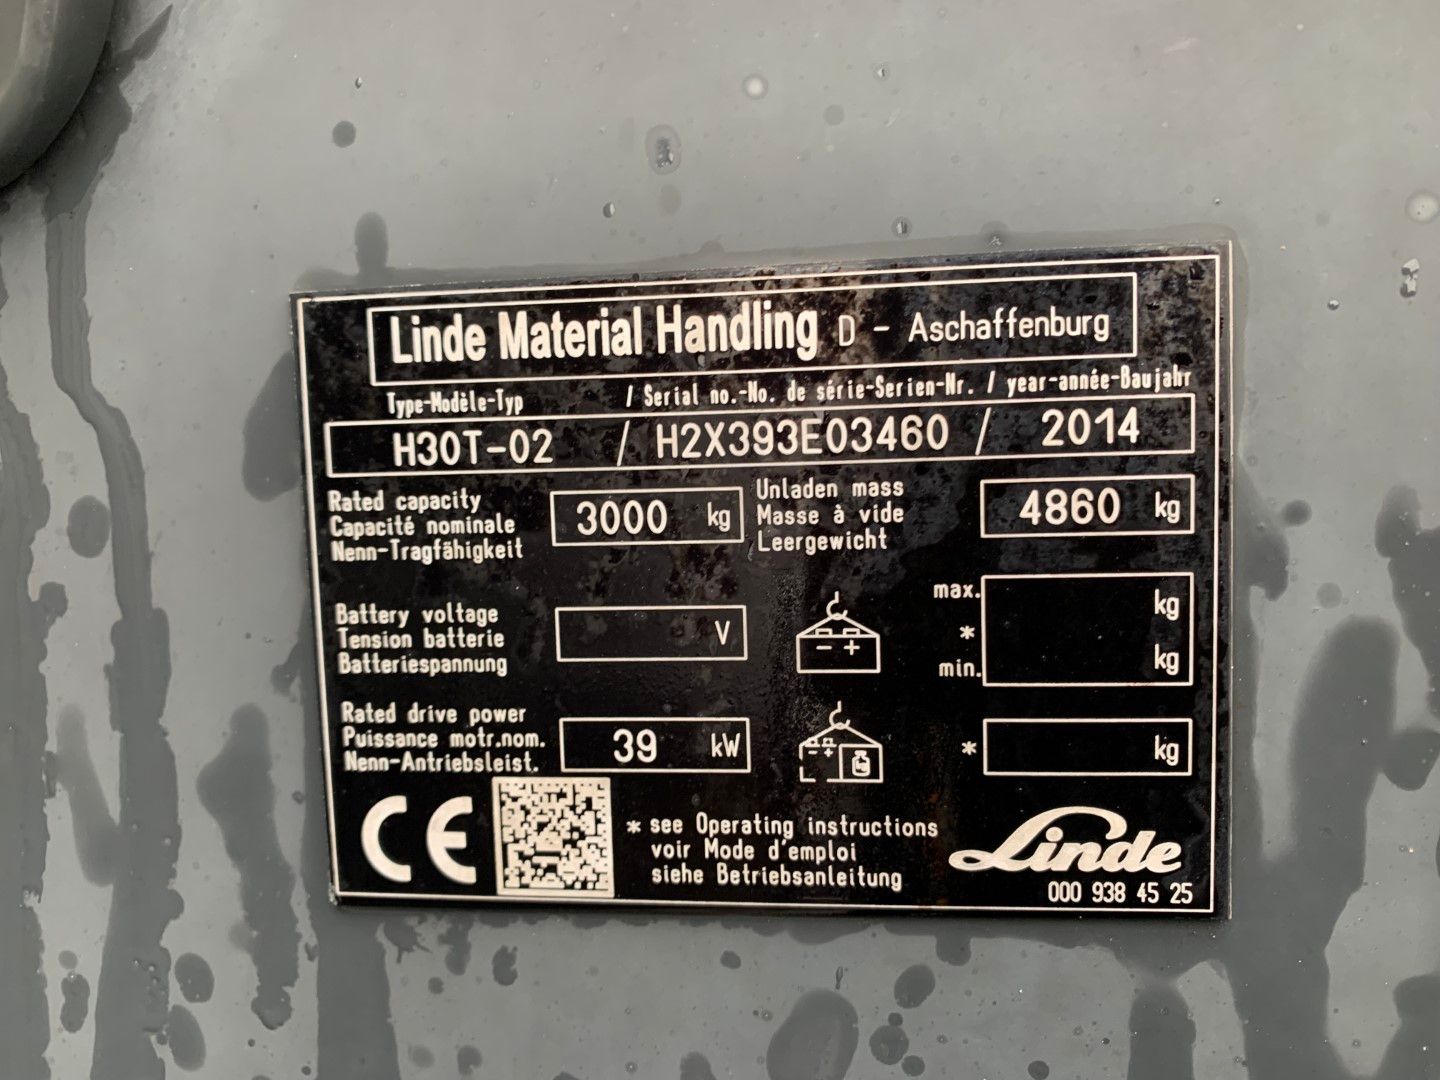 Linde Material Handling D - Aschaffenburg
Type-Modèle-Typ / Serial no.-No. de série-Serien-Nr. / year-année-Baujahr
H30T-02 / H2X393E03460 / 2014
Rated capacity
Capacité nominale
Nenn-Tragfähigkeit
3000 kg
Unladen mass
Masse à vide
Leergewicht
4860 kg
Battery voltage
Tension batterie
Batteriespannung
V
- +
max. kg
*
min. kg
Rated drive power
Puissance motr.nom.
Nenn-Antriebsleist.
39 kW
- +
kg
* kg
CE
* see Operating instructions
voir Mode d'emploi
siehe Betriebsanleitung
Linde
000 938 45 25